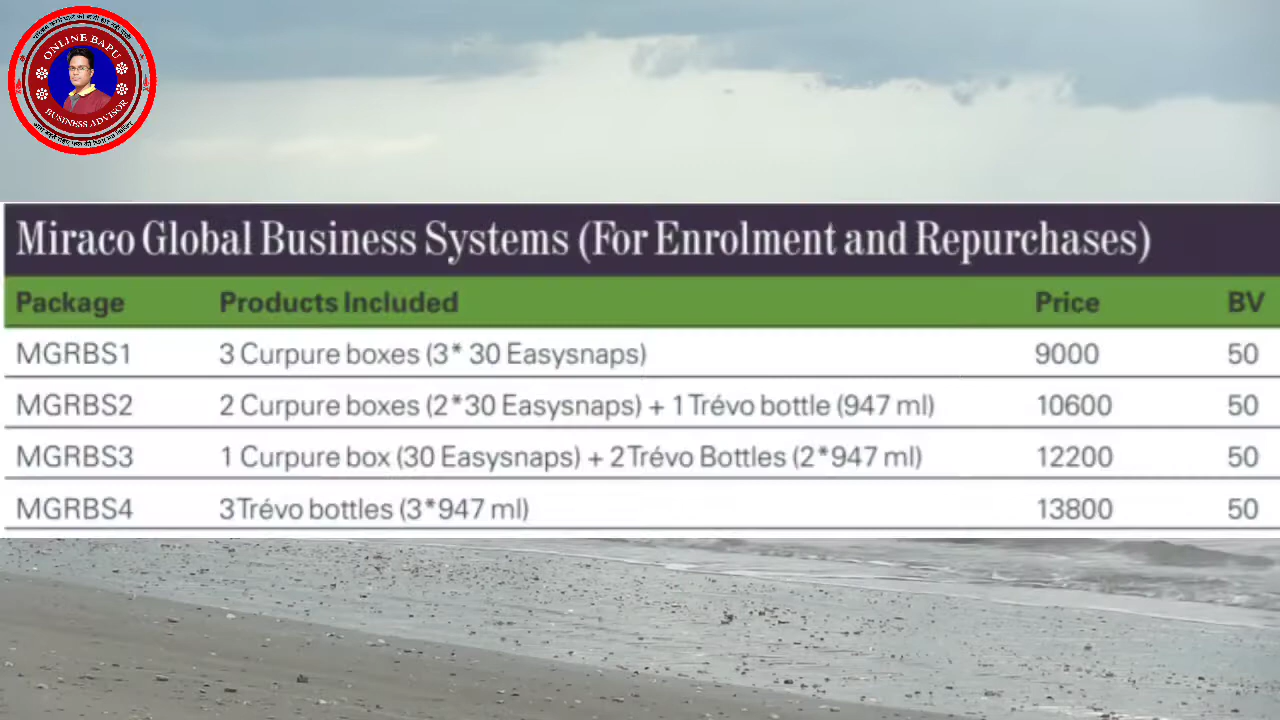 ONLINE BAPU
BUSINESS ADVISOR
Miraco Global Business Systems (For Enrolment and Repurchases)
Package Products Included Price BV
MGRBS1 3 Curpure boxes (3* 30 Easysnaps) 9000 50
MGRBS2 2 Curpure boxes (2*30 Easysnaps) + 1 Trévo bottle (947 ml) 10600 50
MGRBS3 1 Curpure box (30 Easysnaps) + 2 Trévo Bottles (2*947 ml) 12200 50
MGRBS4 3 Trévo bottles (3*947 ml) 13800 50